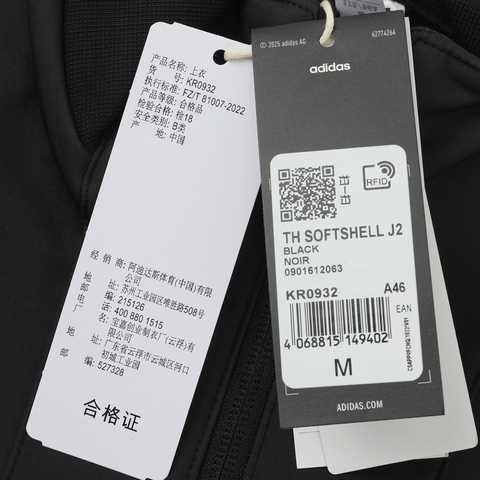 产品名称: 上衣
货 号: KR0932
执行标准: FZ/T 81007-2022
产品等级: 合格品
检验合格: 检18
安全类别: B类
产 地: 中国
经 销 商: 阿迪达斯体育(中国)有限
公司
地 址: 苏州工业园区唯胜路508号
邮 编: 215126
电 话: 400 880 1515
厂 名: 宝嘉创业制衣厂(云浮)有
限公司
地 址: 广东省云浮市云城区河口
初城工业园
邮 编: 527328
合格证
© 2025 adidas AG
62774264
adidas
RFID
TH SOFTSHELL J2
BLACK
NOIR
0901612063
KR0932 A46
EAN
4 068815 149402
M
ADIDAS.COM